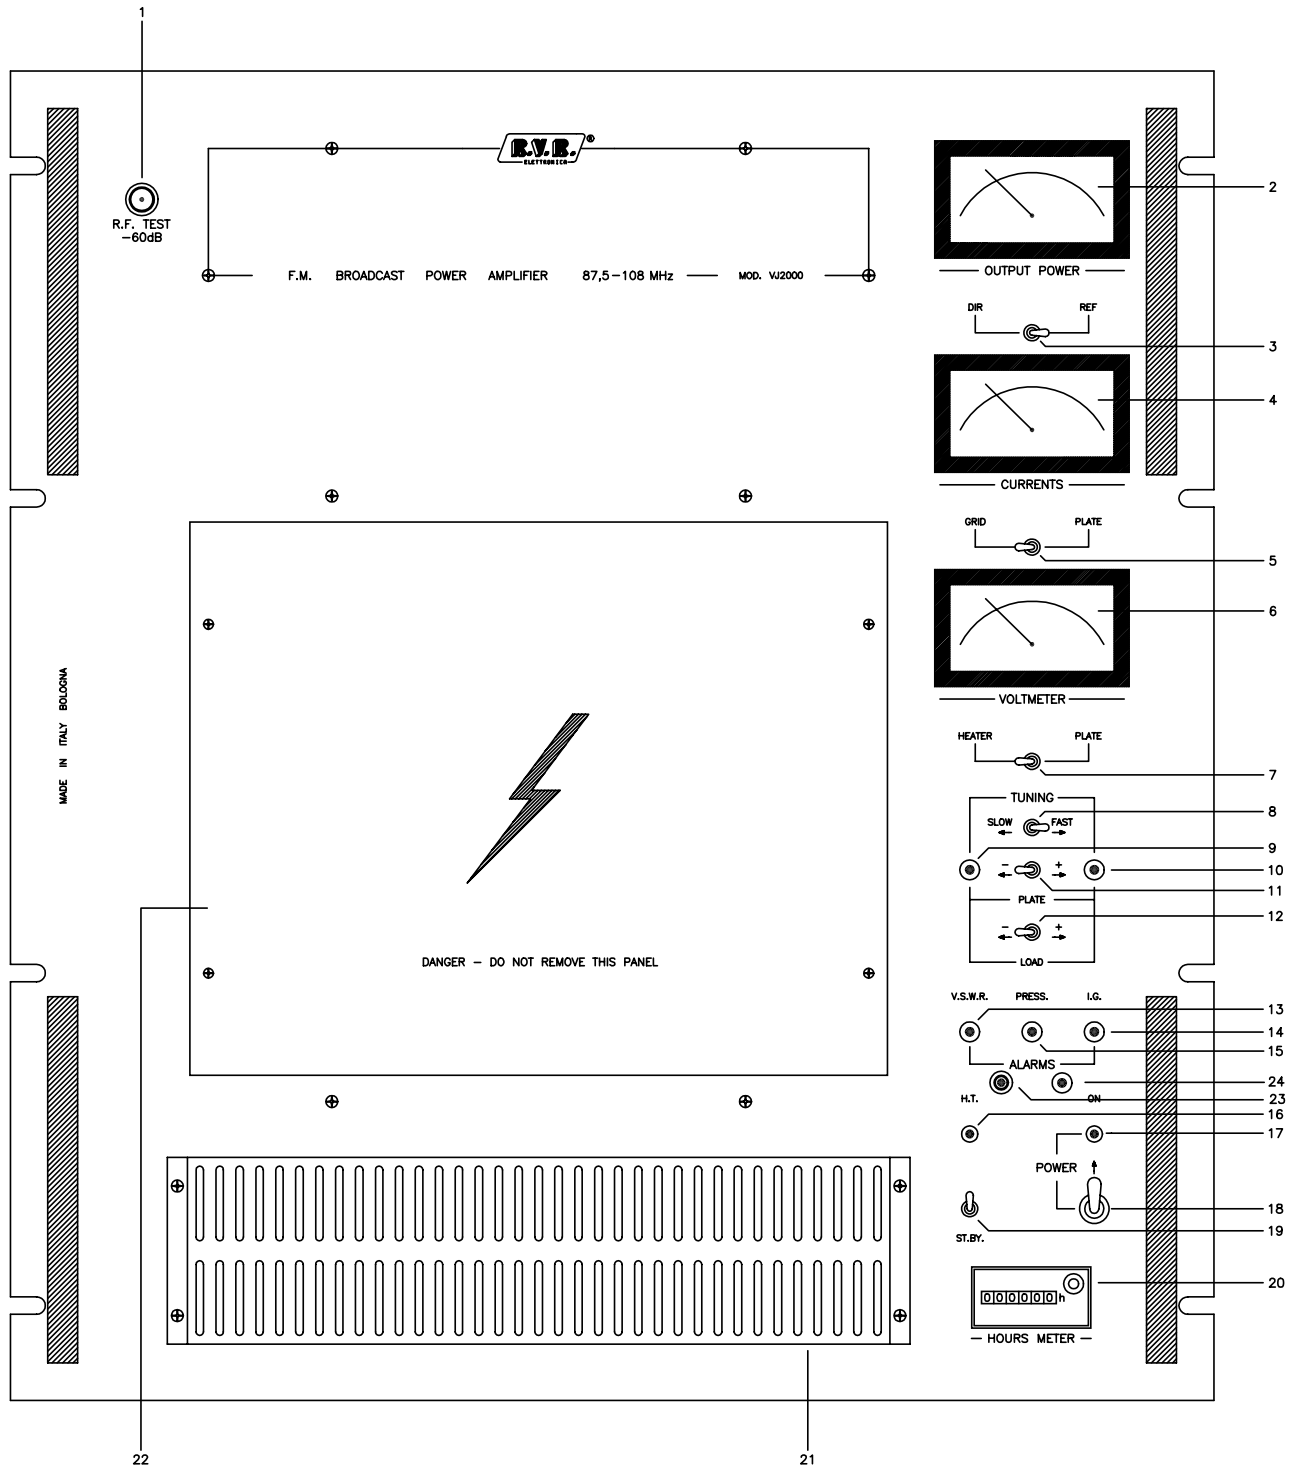 1
R.V.R.®
ELETTRONICA
2
R.F. TEST
-60dB
F.M. BROADCAST POWER AMPLIFIER 87,5-108 MHz MOD. VJ2000
OUTPUT POWER
DIR REF
3
4
CURRENTS
GRID PLATE
5
6
VOLTMETER
MADE IN ITALY BOLOGNA
HEATER PLATE
7
TUNING
8
SLOW FAST
9
- +
10
11
PLATE
12
- +
DANGER - DO NOT REMOVE THIS PANEL
LOAD
V.S.W.R. PRESS. I.G.
13
14
15
ALARMS
24
H.T. ON
23
16
17
POWER
18
19
ST.BY.
20
000000 h
HOURS METER
22
21